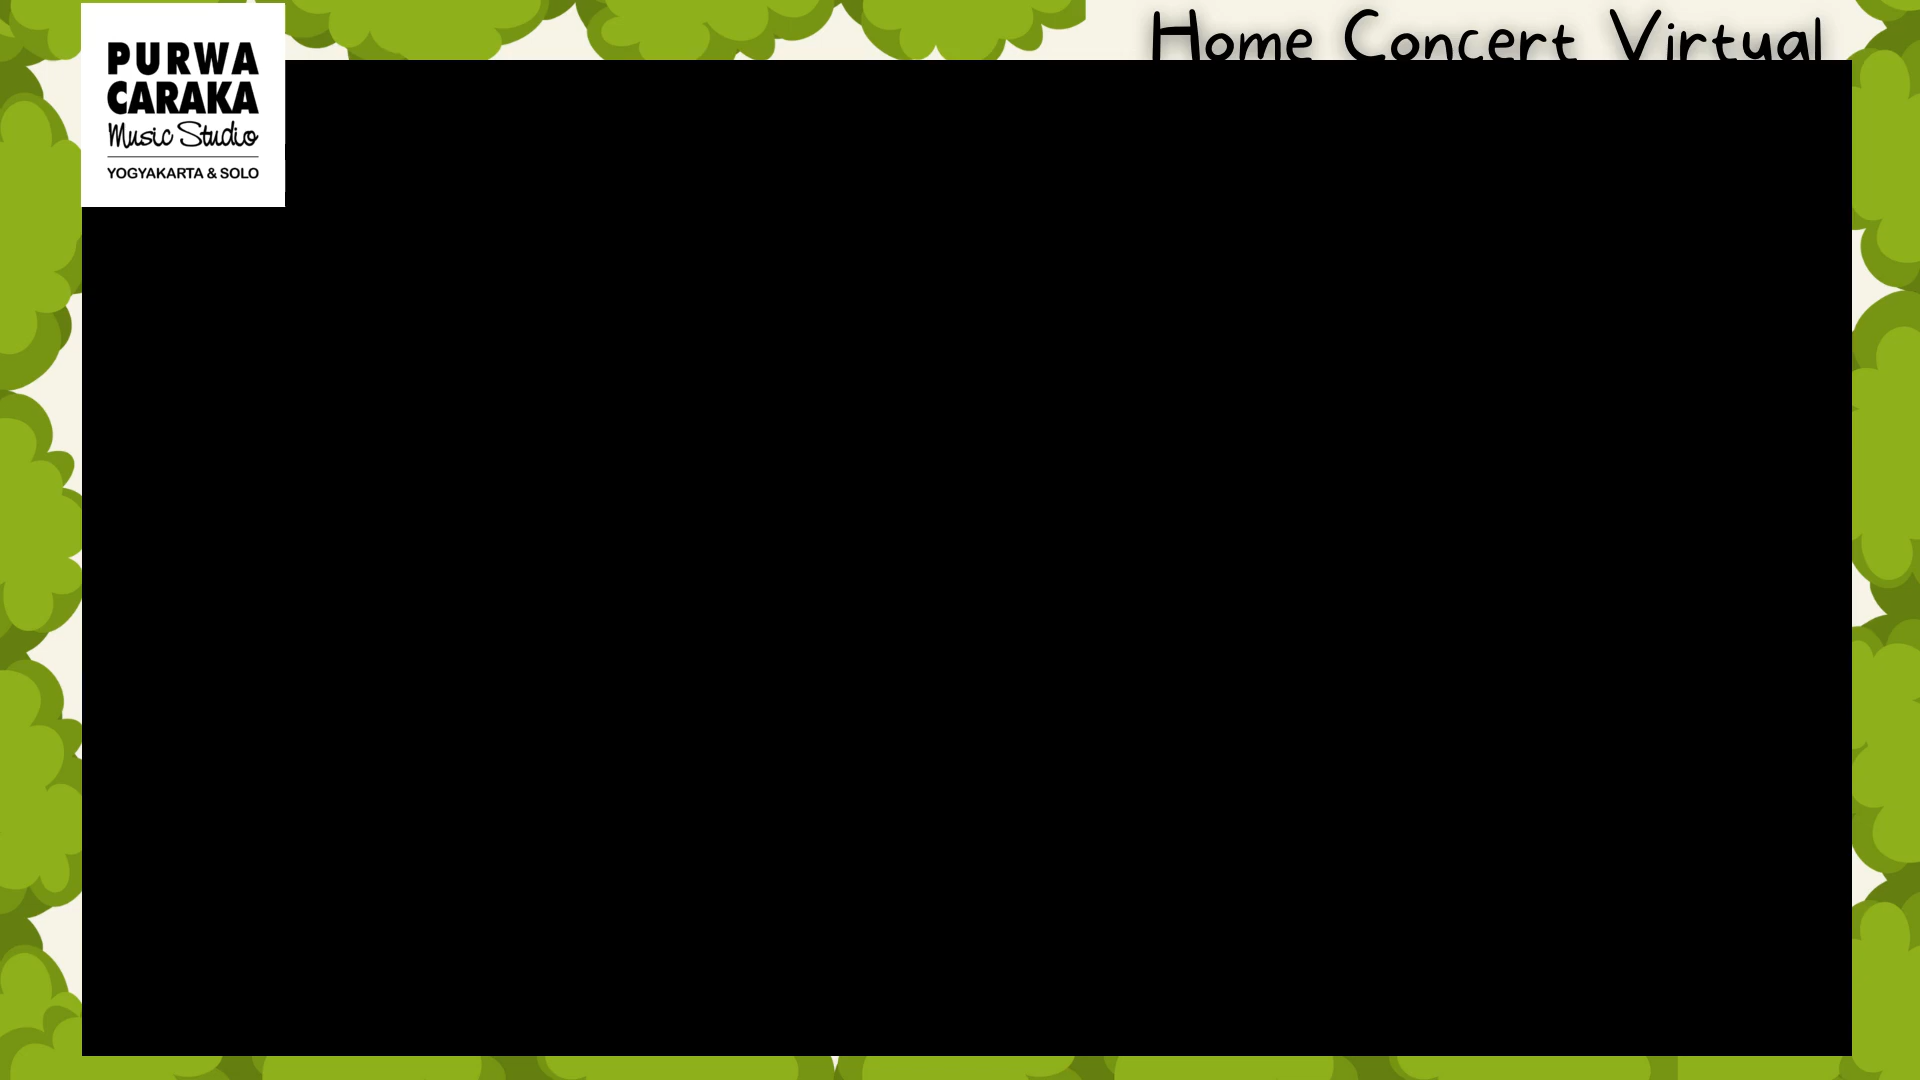 Home Concert Virtual
PURWA
CARAKA
Music Studio
YOGYAKARTA & SOLO